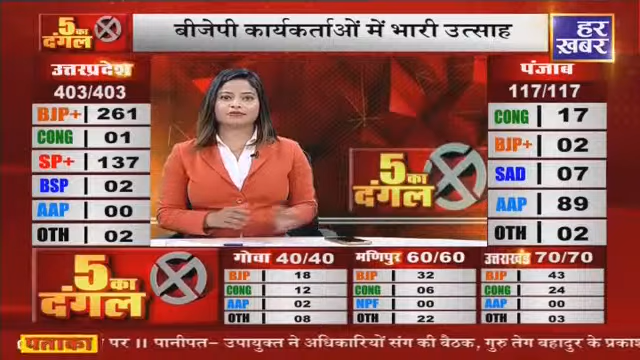 5 का
दंगल
बीजेपी कार्यकर्ताओं में भारी उत्साह
हर
ख़बर
उत्तरप्रदेश
403/403
BJP+ 261
CONG 01
SP+ 137
BSP 02
AAP 00
OTH 02
पंजाब
117/117
CONG 17
BJP+ 02
SAD 07
AAP 89
OTH 02
5 का
दंगल
5 का
दंगल
गोवा 40/40
BJP 18
CONG 12
AAP 02
OTH 08
मणिपुर 60/60
BJP 32
CONG 06
NPF 00
OTH 22
उत्तराखंड 70/70
BJP 43
CONG 24
AAP 00
OTH 03
पताका पर II पानीपत- उपायुक्त ने अधिकारियों संग की बैठक, गुरु तेग बहादुर के प्रका